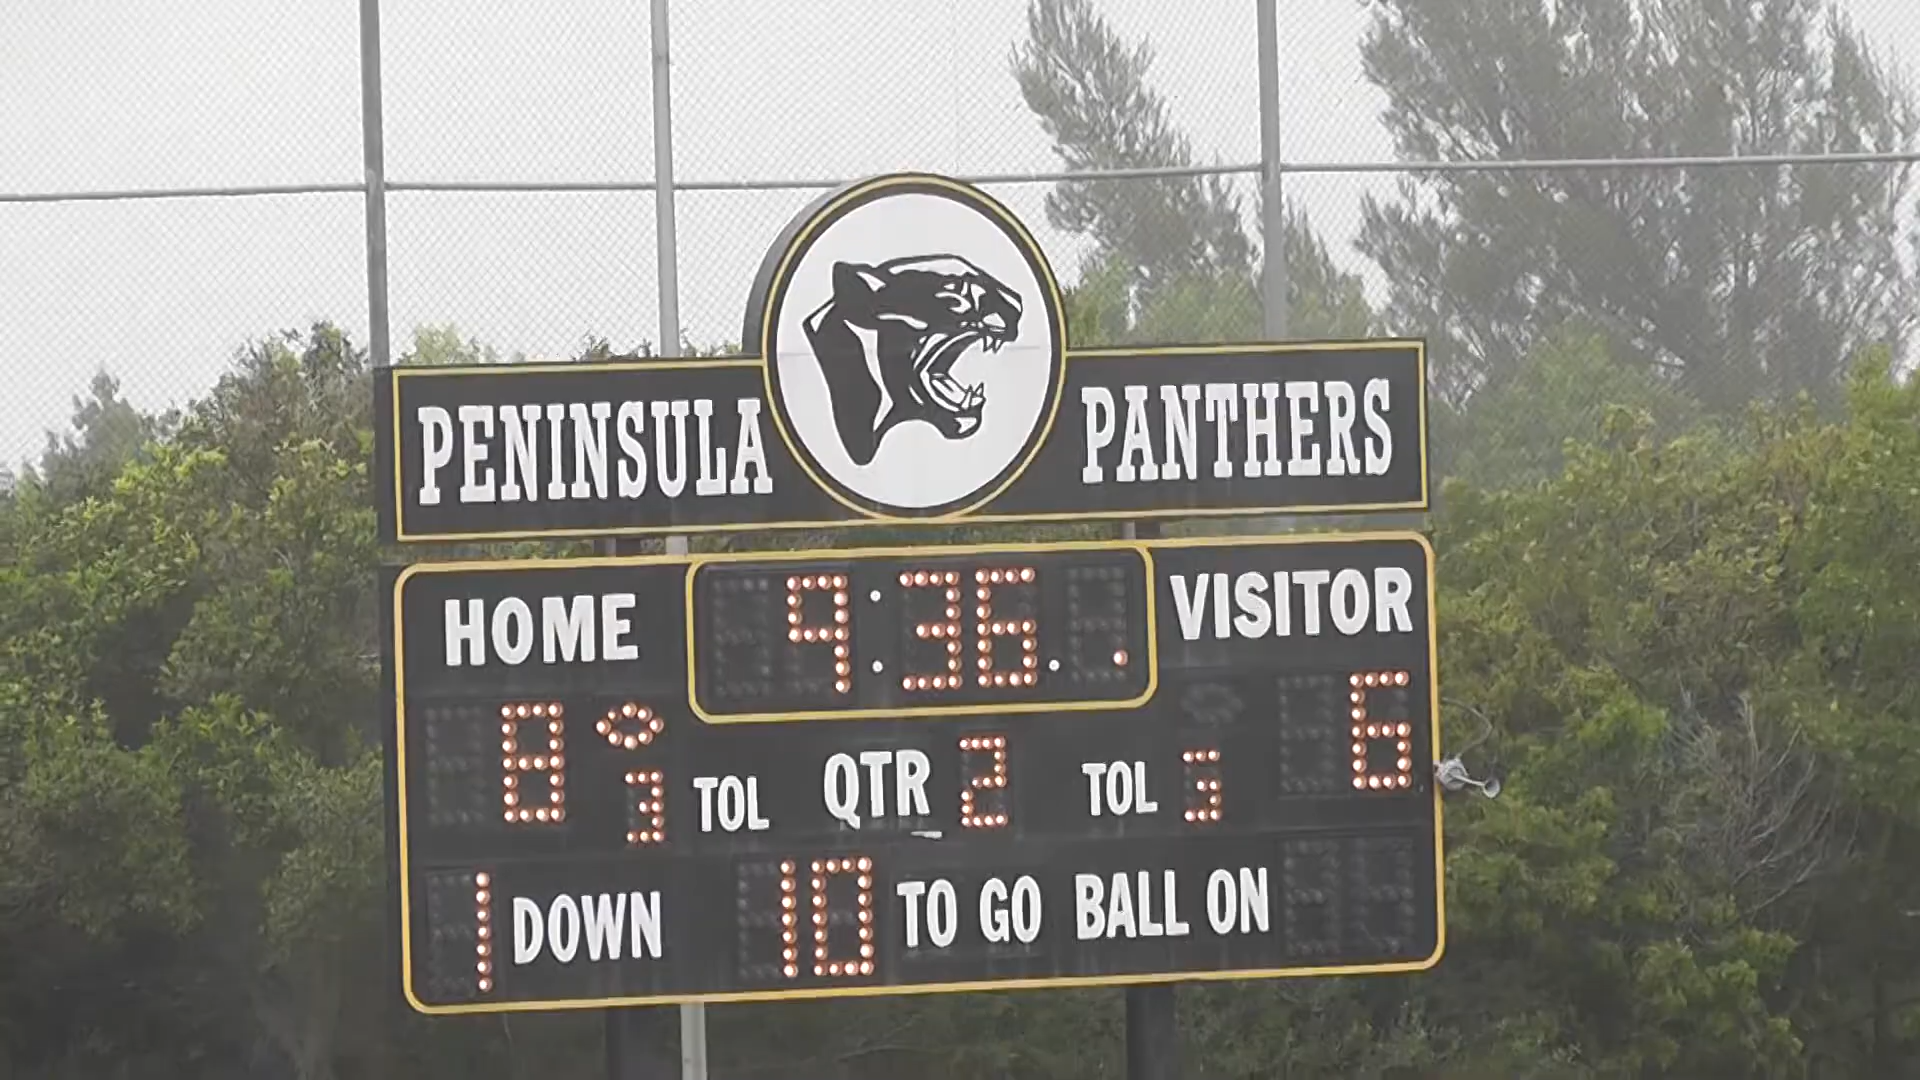 PENINSULA PANTHERS
HOME 9:36 VISITOR
8 3 TOL QTR 2 TOL 6
1 DOWN 10 TO GO BALL ON